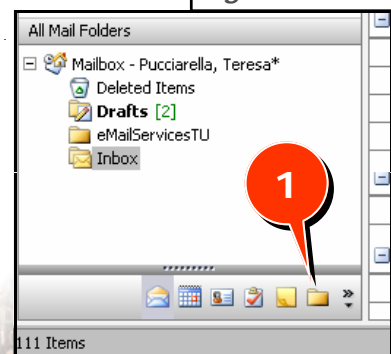 All Mail Folders
Mailbox - Pucciarella, Teresa*
Deleted Items
Drafts [2]
eMailServicesTU
Inbox
1
111 Items